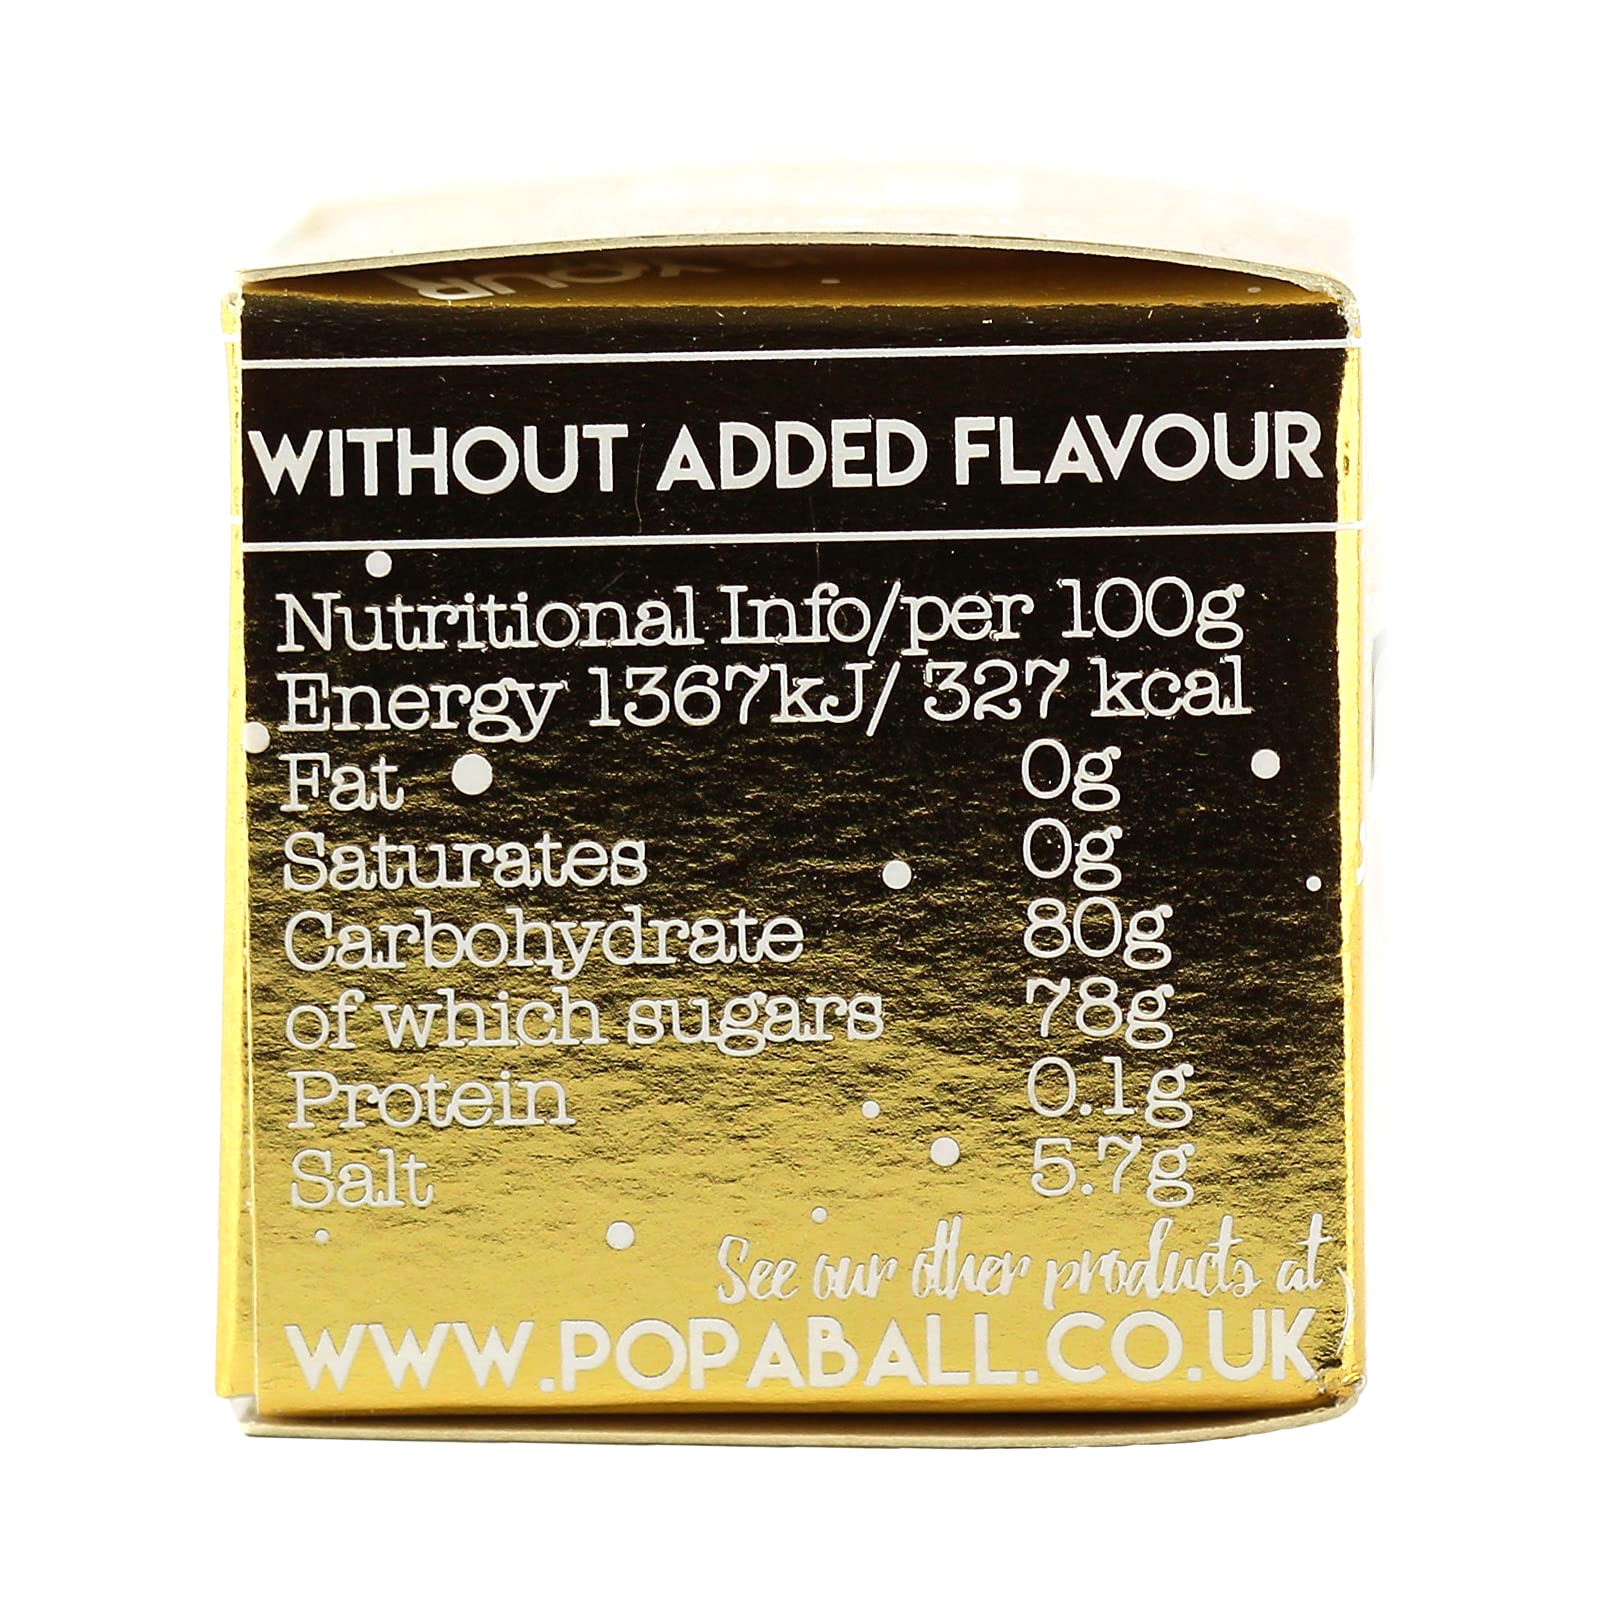 YOUR
WITHOUT ADDED FLAVOUR
Nutritional Info/per 100g
Energy 1367kJ/ 327 kcal
Fat 0g
Saturates 0g
Carbohydrate 80g
of which sugars 78g
Protein 0.1g
Salt 5.7g
See our other products at
WWW.POPABALL.CO.UK